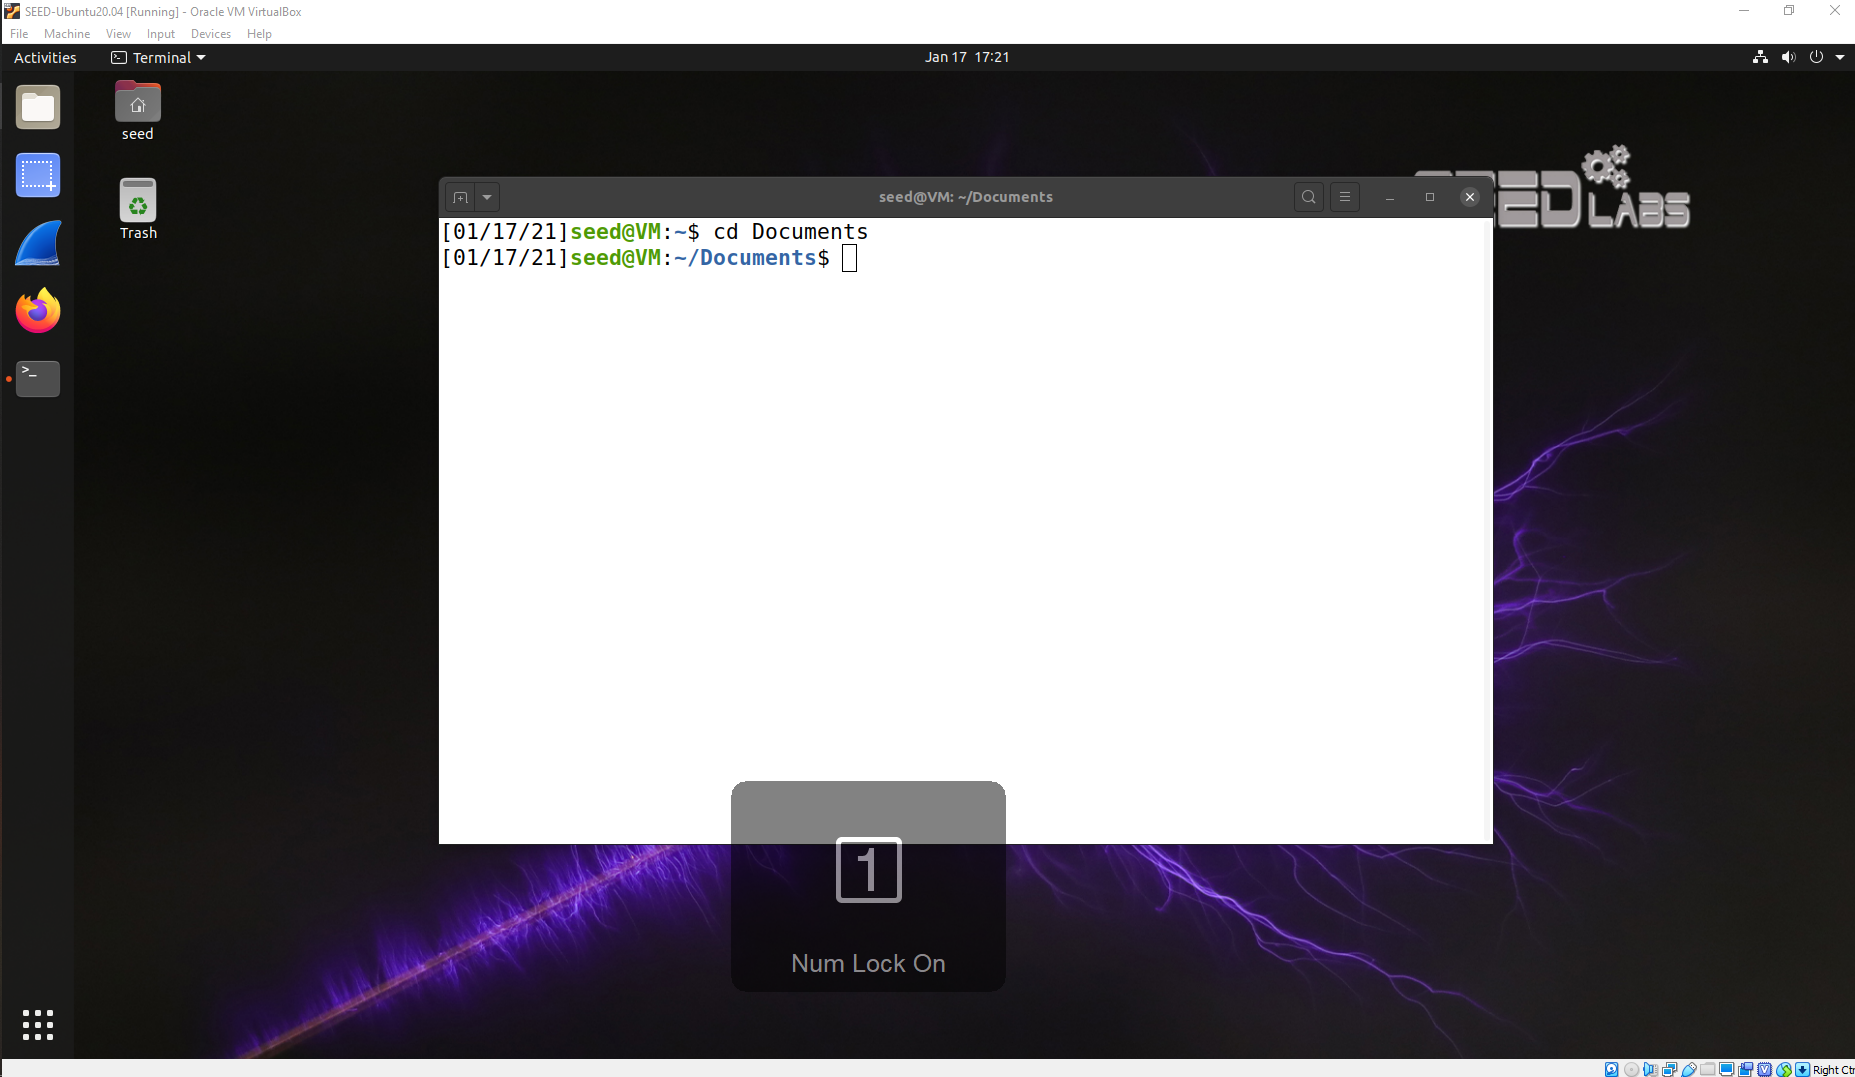 SEED-Ubuntu20.04 [Running] - Oracle VM VirtualBox
File Machine View Input Devices Help
Activities Terminal Jan 17 17:21
seed
Trash
LABS
seed@VM: ~/Documents
[01/17/21]seed@VM:~$ cd Documents
[01/17/21]seed@VM:~/Documents$
1
Num Lock On
Right Ctr